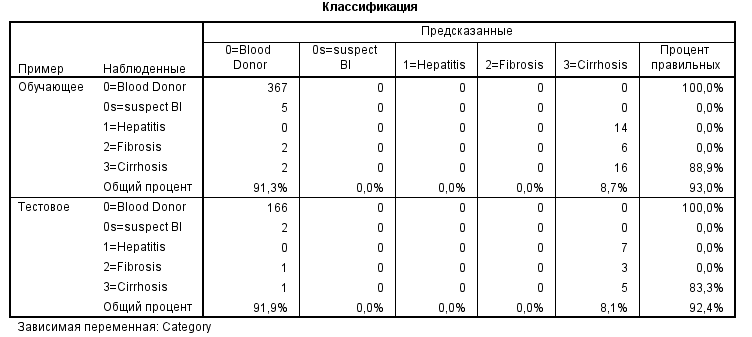 Классификация
Предсказанные
Пример Наблюденные 0=Blood Donor 0s=suspect Bl 1=Hepatitis 2=Fibrosis 3=Cirrhosis Процент правильных
Обучающее 0=Blood Donor 367 0 0 0 0 100,0%
0s=suspect Bl 5 0 0 0 0 0,0%
1=Hepatitis 0 0 0 0 14 0,0%
2=Fibrosis 2 0 0 0 6 0,0%
3=Cirrhosis 2 0 0 0 16 88,9%
Общий процент 91,3% 0,0% 0,0% 0,0% 8,7% 93,0%
Тестовое 0=Blood Donor 166 0 0 0 0 100,0%
0s=suspect Bl 2 0 0 0 0 0,0%
1=Hepatitis 0 0 0 0 7 0,0%
2=Fibrosis 1 0 0 0 3 0,0%
3=Cirrhosis 1 0 0 0 5 83,3%
Общий процент 91,9% 0,0% 0,0% 0,0% 8,1% 92,4%
Зависимая переменная: Category